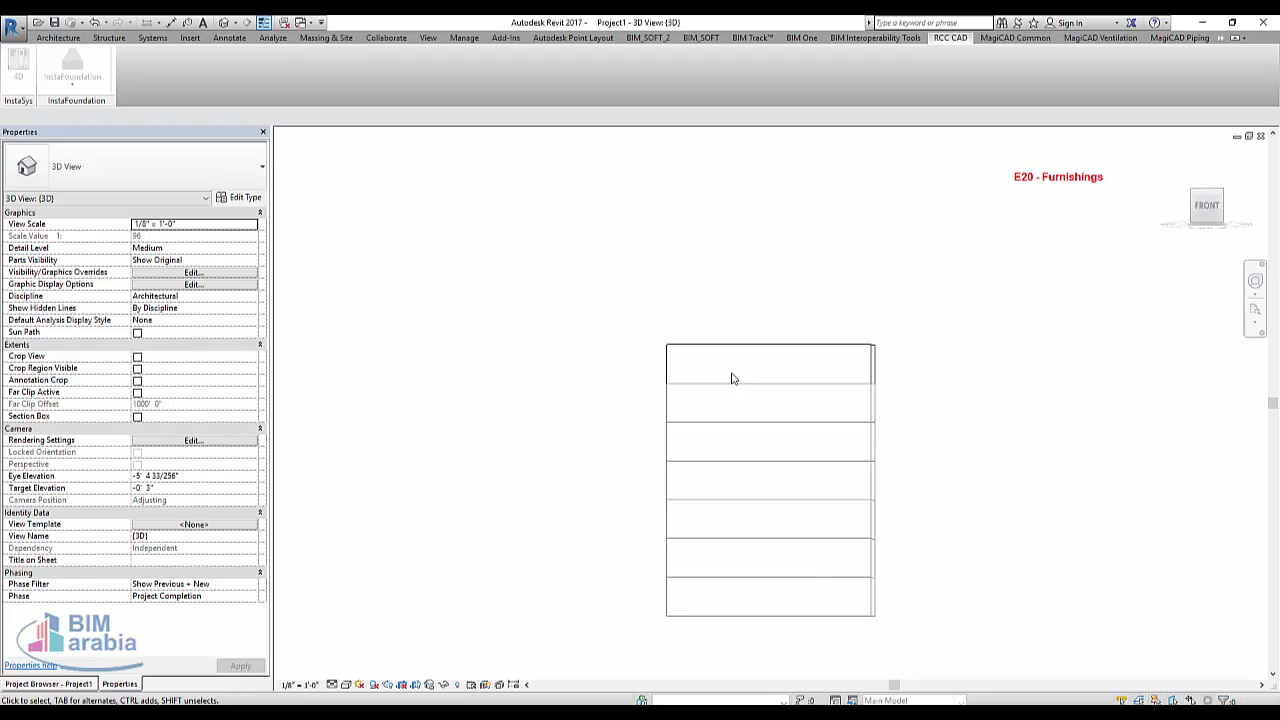 Autodesk Revit 2017 - Project1 - 3D View: {3D}
Type a keyword or phrase
Sign In
Architecture Structure Systems Insert Annotate Analyze Massing & Site Collaborate View Manage Add-Ins Autodesk Point Layout BIM_SOFT_2 BIM_SOFT BIM Track™ BIM One BIM Interoperability Tools RCC CAD MagiCAD Common MagiCAD Ventilation MagiCAD Piping
4D InstaFoundation
InstaSys InstaFoundation
Properties
3D View
3D View: {3D} Edit Type
Graphics
View Scale 1/8" = 1'-0"
Scale Value 1: 96
Detail Level Medium
Parts Visibility Show Original
Visibility/Graphics Overrides Edit...
Graphic Display Options Edit...
Discipline Architectural
Show Hidden Lines By Discipline
Default Analysis Display Style None
Sun Path
Extents
Crop View
Crop Region Visible
Annotation Crop
Far Clip Active
Far Clip Offset 1000' 0"
Section Box
Camera
Rendering Settings Edit...
Locked Orientation
Perspective
Eye Elevation -5' 4 33/256"
Target Elevation -0' 3"
Camera Position Adjusting
Identity Data
View Template <None>
View Name {3D}
Dependency Independent
Title on Sheet
Phasing
Phase Filter Show Previous + New
Phase Project Completion
BIM
arabia
Properties help Apply
Project Browser - Project1 Properties
E20 - Furnishings
FRONT
1/8" = 1'-0"
Click to select, TAB for alternates, CTRL adds, SHIFT unselects.
:0 Main Model :0